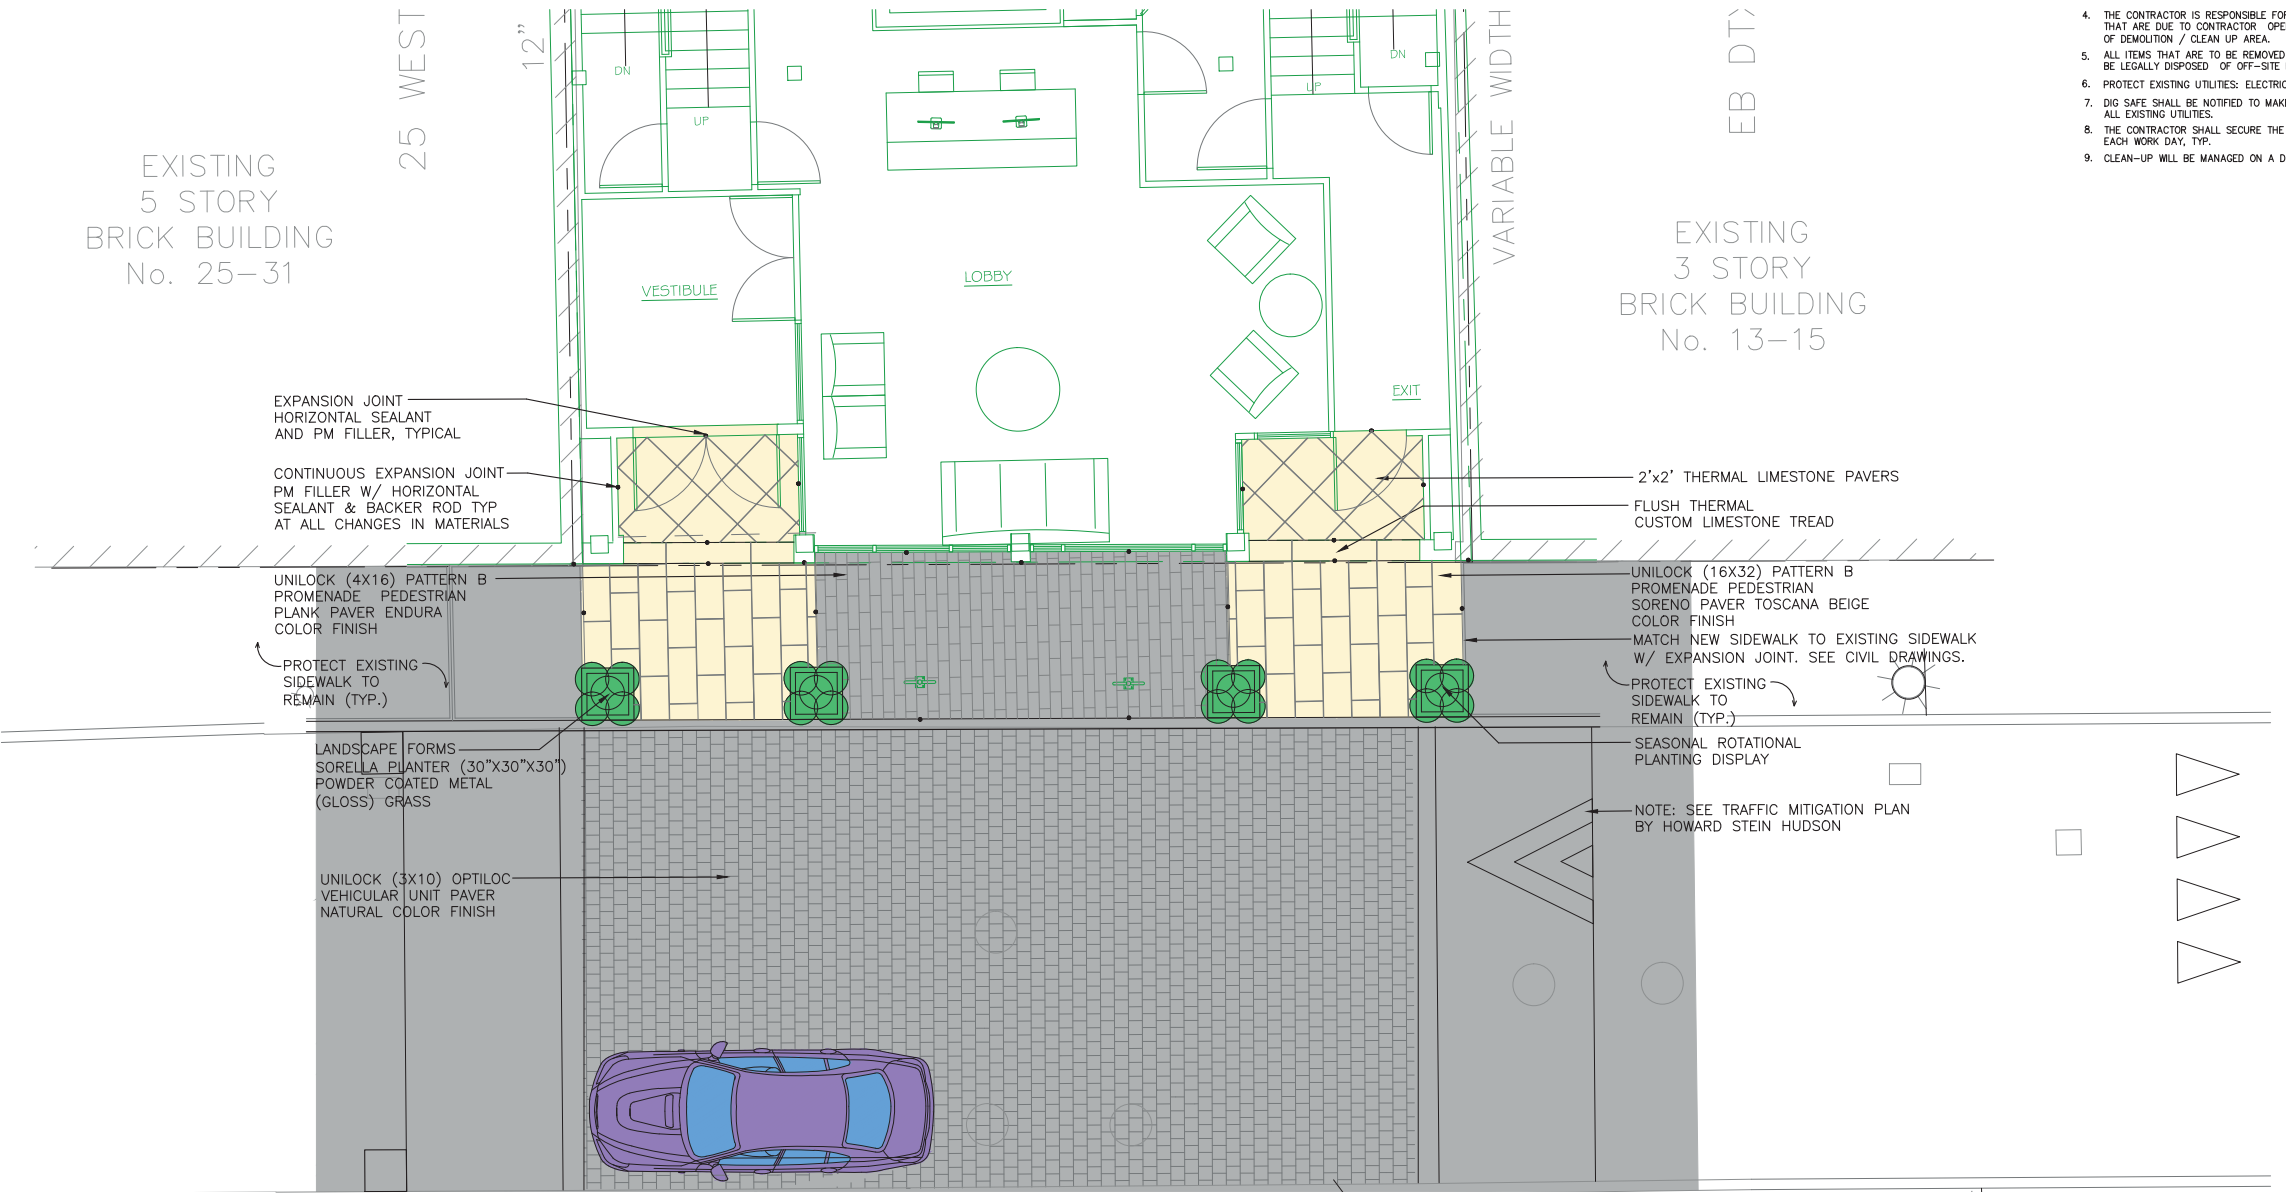 25 WEST
12"
EXISTING
5 STORY
BRICK BUILDING
No. 25-31
DN
UP
DN
UP
VARIABLE WIDTH
EB DTX
EXISTING
3 STORY
BRICK BUILDING
No. 13-15
VESTIBULE
LOBBY
EXIT
4. THE CONTRACTOR IS RESPONSIBLE FOR
THAT ARE DUE TO CONTRACTOR
OF DEMOLITION / CLEAN UP AREA.
5. ALL ITEMS THAT ARE TO BE REMOVED
BE LEGALLY DISPOSED OF OFF-SITE
6. PROTECT EXISTING UTILITIES:
7. DIG SAFE SHALL BE NOTIFIED TO
ALL EXISTING UTILITIES.
8. THE CONTRACTOR SHALL SECURE THE
EACH WORK DAY, TYP.
9. CLEAN-UP WILL BE MANAGED ON A
EXPANSION JOINT
HORIZONTAL SEALANT
AND PM FILLER, TYPICAL
CONTINUOUS EXPANSION JOINT
PM FILLER W/ HORIZONTAL
SEALANT & BACKER ROD TYP
AT ALL CHANGES IN MATERIALS
UNILOCK (4X16) PATTERN B
PROMENADE PEDESTRIAN
PLANK PAVER ENDURA
COLOR FINISH
PROTECT EXISTING
SIDEWALK TO
REMAIN (TYP.)
LANDSCAPE FORMS
SORELLA PLANTER (30"X30"X30")
POWDER COATED METAL
(GLOSS) GRASS
UNILOCK (3X10) OPTILOC
VEHICULAR UNIT PAVER
NATURAL COLOR FINISH
2'x2' THERMAL LIMESTONE PAVERS
FLUSH THERMAL
CUSTOM LIMESTONE TREAD
UNILOCK (16X32) PATTERN B
PROMENADE PEDESTRIAN
SORENO PAVER TOSCANA BEIGE
COLOR FINISH
MATCH NEW SIDEWALK TO EXISTING SIDEWALK
W/ EXPANSION JOINT. SEE CIVIL DRAWINGS.
PROTECT EXISTING
SIDEWALK TO
REMAIN (TYP.)
SEASONAL ROTATIONAL
PLANTING DISPLAY
NOTE: SEE TRAFFIC MITIGATION PLAN
BY HOWARD STEIN HUDSON